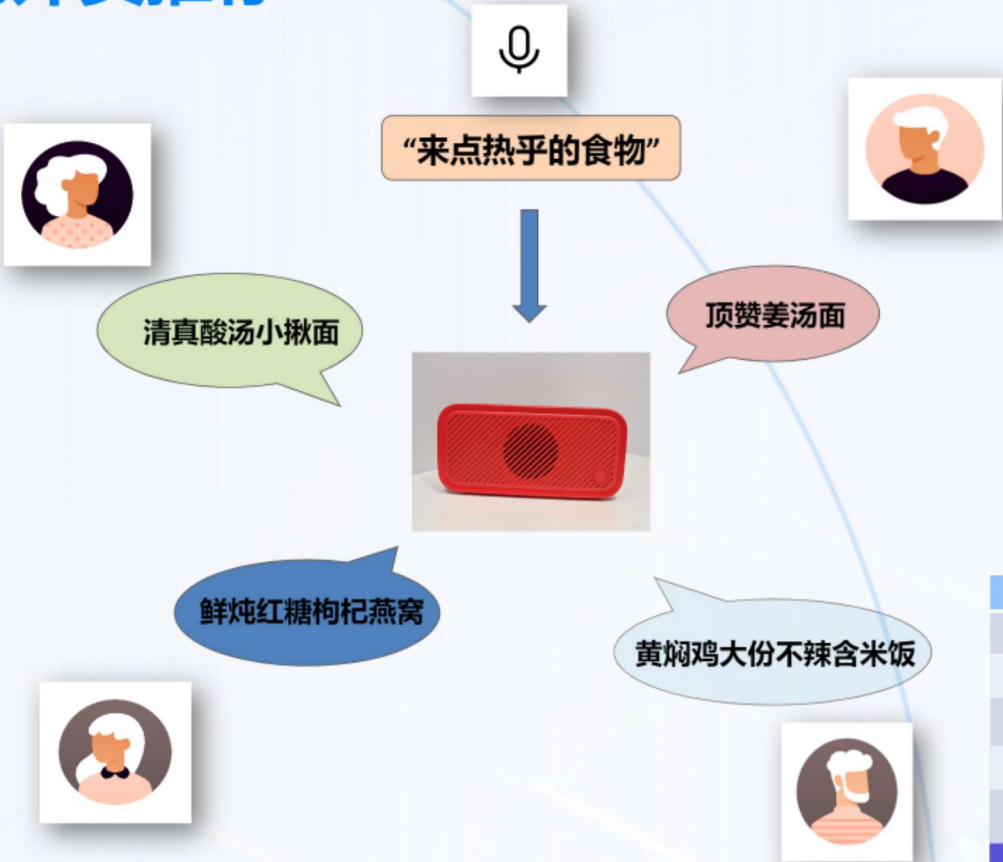 “来点热乎的食物”
清真酸汤小揪面
顶赞姜汤面
鲜炖红糖枸杞燕窝
黄焖鸡大份不辣含米饭